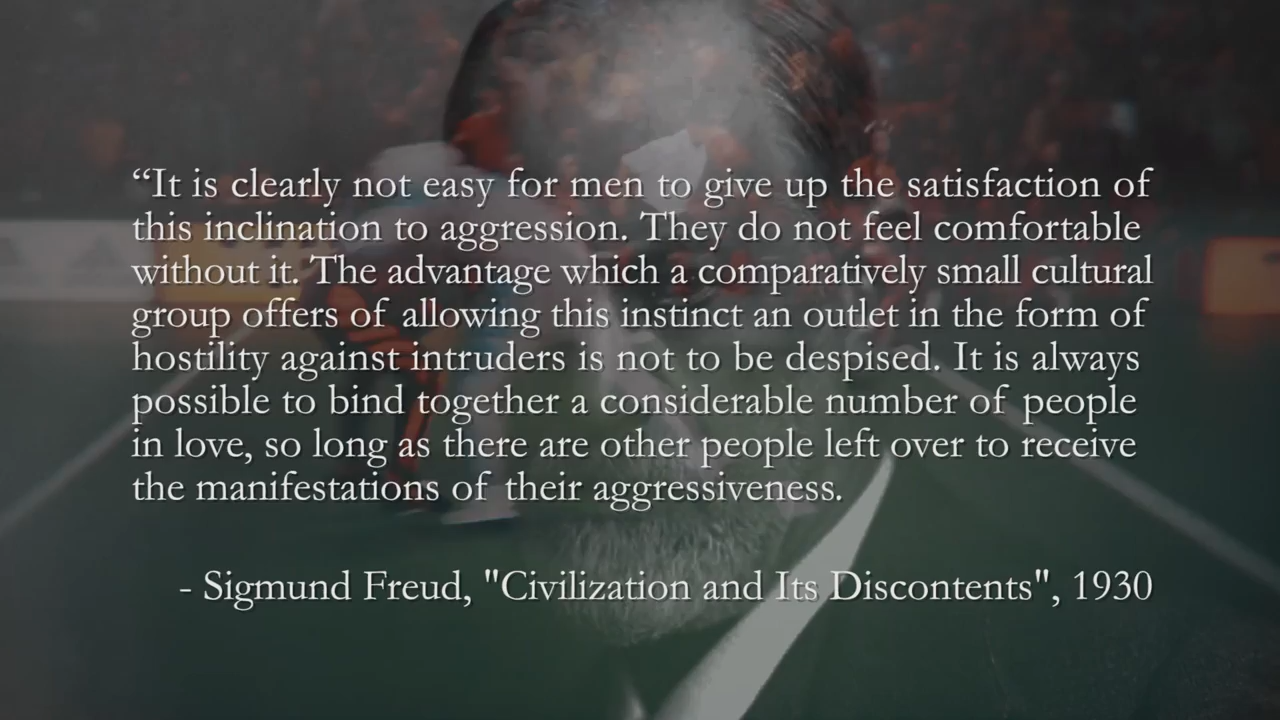 “It is clearly not easy for men to give up the satisfaction of
this inclination to aggression. They do not feel comfortable
without it. The advantage which a comparatively small cultural
group offers of allowing this instinct an outlet in the form of
hostility against intruders is not to be despised. It is always
possible to bind together a considerable number of people
in love, so long as there are other people left over to receive
the manifestations of their aggressiveness.
- Sigmund Freud, "Civilization and Its Discontents", 1930